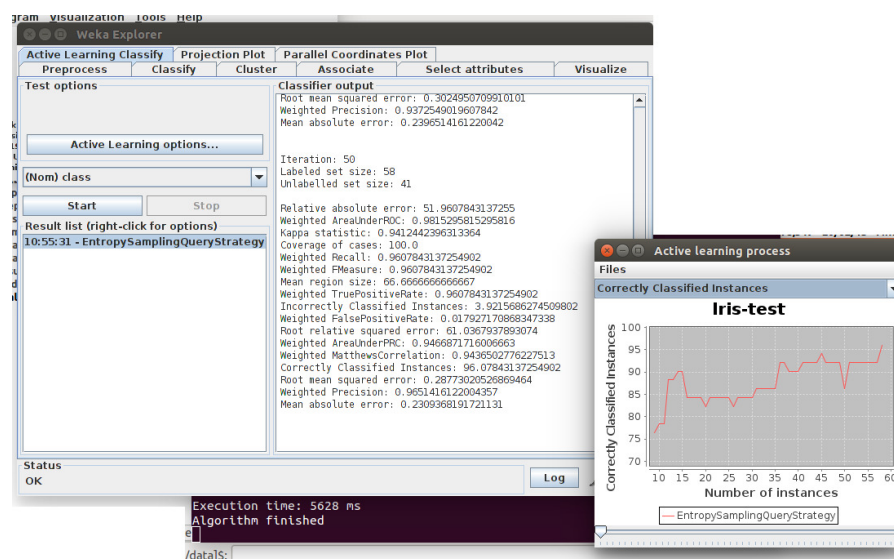 gram Visualization Tools Help
Weka Explorer
Active Learning Classify Projection Plot Parallel Coordinates Plot
Preprocess Classify Cluster Associate Select attributes Visualize
Test options
Active Learning options...
(Nom) class
Start Stop
Result list (right-click for options)
10:55:31 - EntropySamplingQueryStrategy
Classifier output
Root mean squared error: 0.3024950709910101
Weighted Precision: 0.9372549019607842
Mean absolute error: 0.2396514161220042
Iteration: 50
Labeled set size: 58
Unlabelled set size: 41
Relative absolute error: 51.9607843137255
Weighted AreaUnderROC: 0.9815295815295816
Kappa statistic: 0.9412442396313364
Coverage of cases: 100.0
Weighted Recall: 0.9607843137254902
Weighted FMeasure: 0.9607843137254902
Mean region size: 66.6666666666667
Weighted TruePositiveRate: 0.9607843137254902
Incorrectly Classified Instances: 3.9215686274509802
Weighted FalsePositiveRate: 0.017927170868347338
Root relative squared error: 61.0367937893074
Weighted AreaUnderPRC: 0.9466871716006663
Weighted MatthewsCorrelation: 0.9436502776227513
Correctly Classified Instances: 96.07843137254902
Root mean squared error: 0.28773020526869464
Weighted Precision: 0.9651416122004357
Mean absolute error: 0.2309368191721131
Status
OK
Log
Active learning process
Files
Correctly Classified Instances
Iris-test
Correctly Classified Instances
100
95
90
85
80
75
70
10 15 20 25 30 35 40 45 50 55 60
Number of instances
EntropySamplingQueryStrategy
Execution time: 5628 ms
Algorithm finished
/data]$: